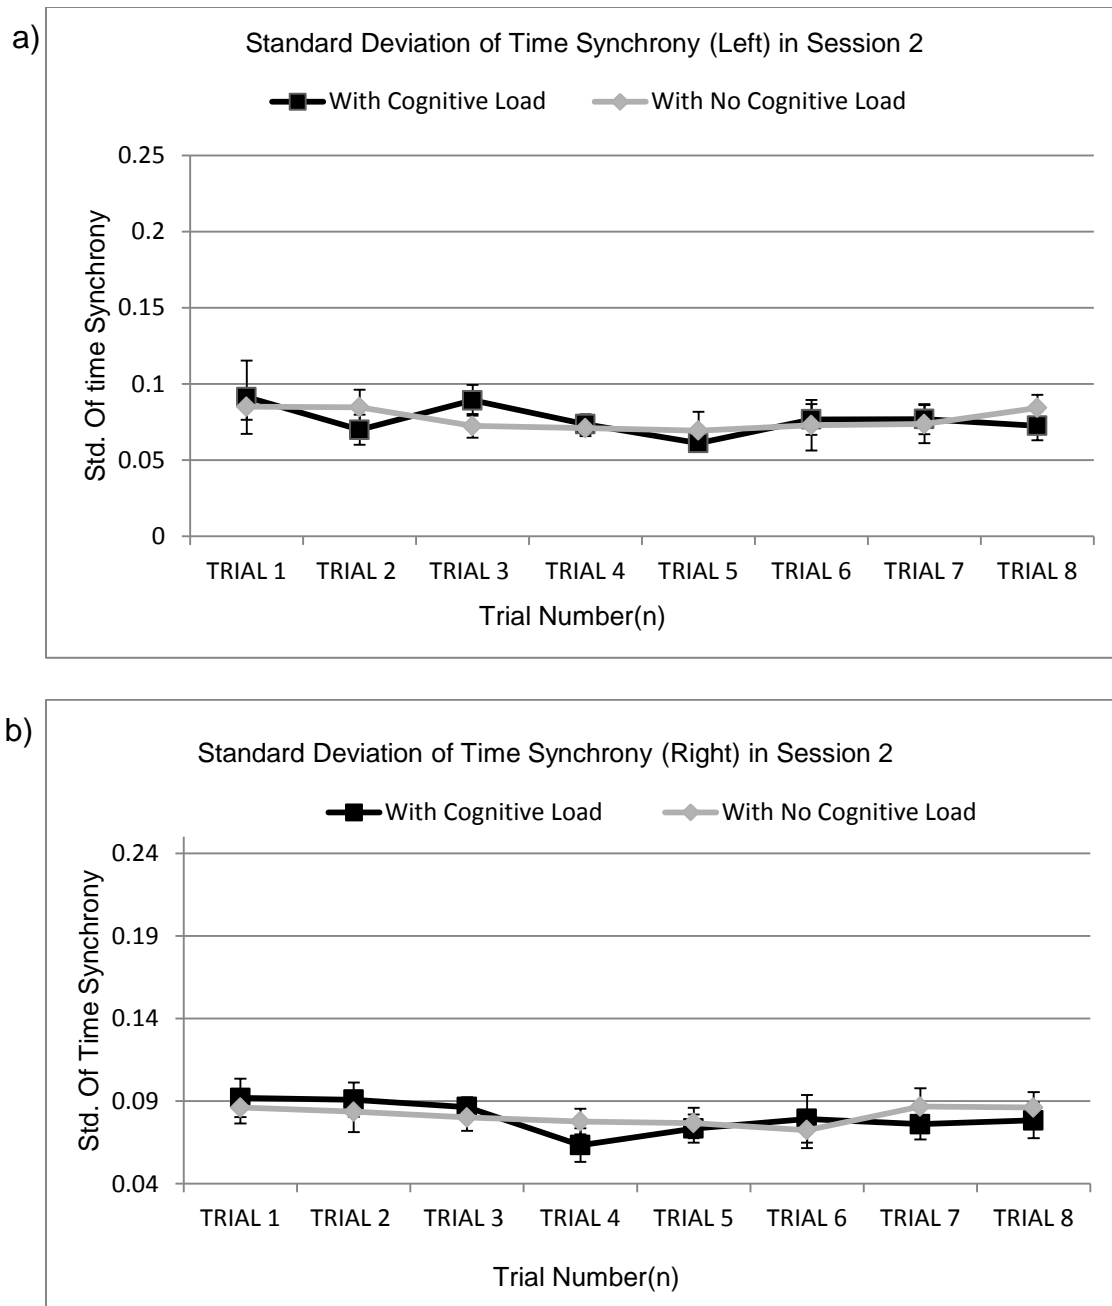 a)
Standard Deviation of Time Synchrony (Left) in Session 2
With Cognitive Load With No Cognitive Load
Std. Of time Synchrony
0.25
0.2
0.15
0.1
0.05
0
TRIAL 1 TRIAL 2 TRIAL 3 TRIAL 4 TRIAL 5 TRIAL 6 TRIAL 7 TRIAL 8
Trial Number(n)
b)
Standard Deviation of Time Synchrony (Right) in Session 2
With Cognitive Load With No Cognitive Load
Std. Of Time Synchrony
0.24
0.19
0.14
0.09
0.04
TRIAL 1 TRIAL 2 TRIAL 3 TRIAL 4 TRIAL 5 TRIAL 6 TRIAL 7 TRIAL 8
Trial Number(n)